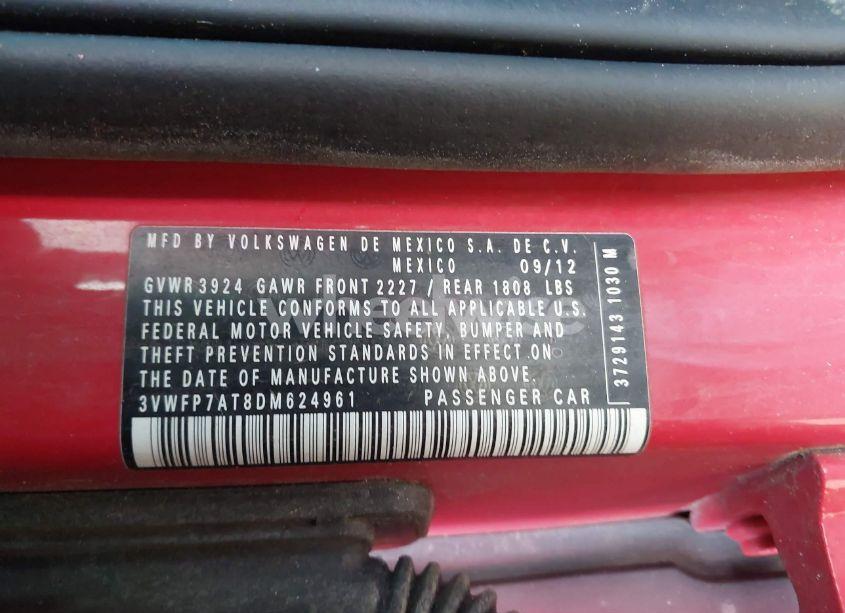 MFD BY VOLKSWAGEN DE MEXICO S.A. DE C.V.
MEXICO 09/12
GVWR 3924 GAWR FRONT 2227 / REAR 1808 LBS
THIS VEHICLE CONFORMS TO ALL APPLICABLE U.S.
FEDERAL MOTOR VEHICLE SAFETY, BUMPER AND
THEFT PREVENTION STANDARDS IN EFFECT ON
THE DATE OF MANUFACTURE SHOWN ABOVE.
3VWFP7AT8DM624961 PASSENGER CAR
3729143 1030 M